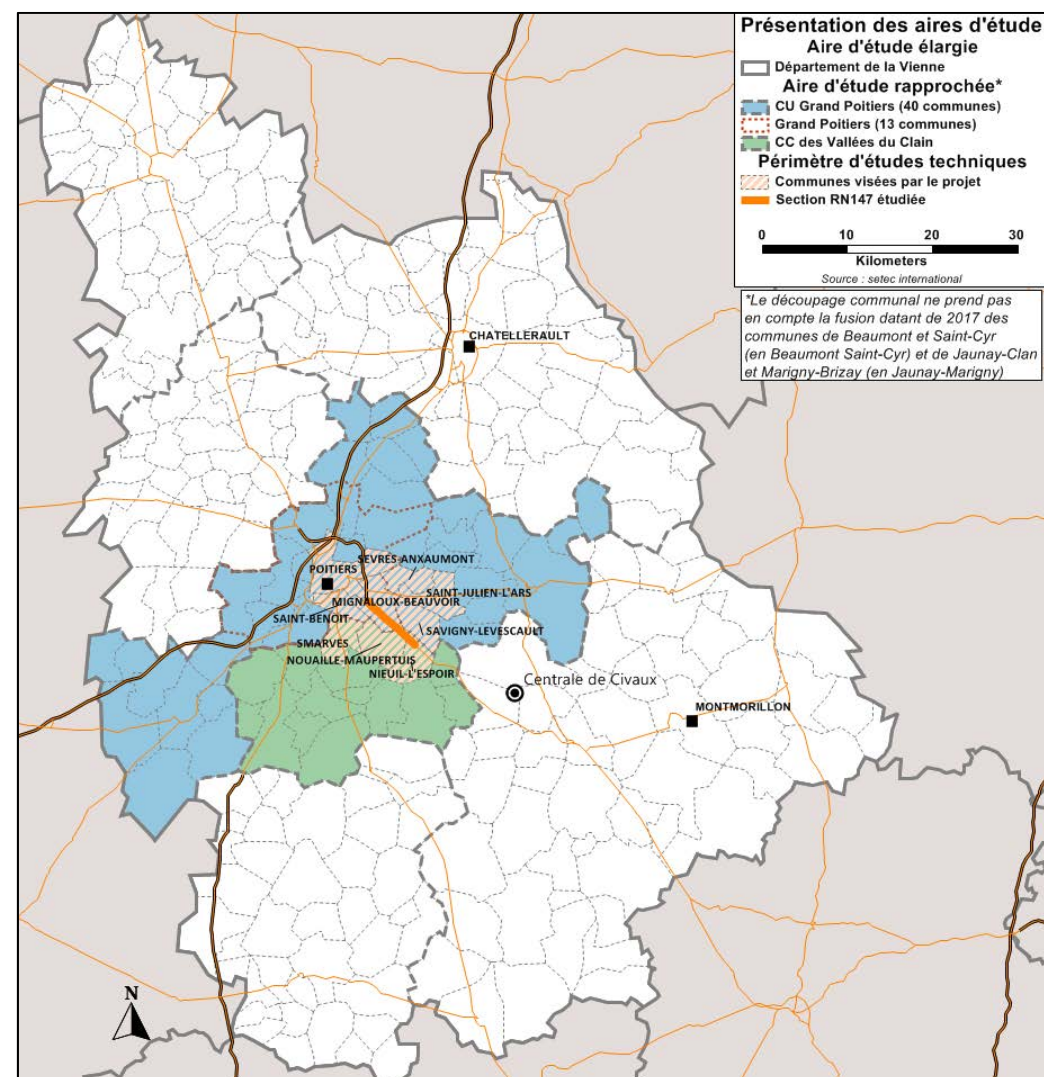 Présentation des aires d'étude
Aire d'étude élargie
Département de la Vienne
Aire d'étude rapprochée*
CU Grand Poitiers (40 communes)
Grand Poitiers (13 communes)
CC des Vallées du Clain
Périmètre d'études techniques
Communes visées par le projet
Section RN147 étudiée
0 10 20 30
Kilometers
Source : setec international
*Le découpage communal ne prend pas
en compte la fusion datant de 2017 des
communes de Beaumont et Saint-Cyr
(en Beaumont Saint-Cyr) et de Jaunay-Clan
et Marigny-Brizay (en Jaunay-Marigny)
CHATELLERAULT
SEVRES-ANXAUMONT
POITIERS
SAINT-JULIEN-L'ARS
MIGNALOUX-BEAUVOIR
SAINT-BENOIT
SAVIGNY-LEVESCAULT
SMARVES
NOUAILLE-MAUPERTUIS
NIEUIL-L'ESPOIR
Centrale de Civaux
MONTMORILLON
N